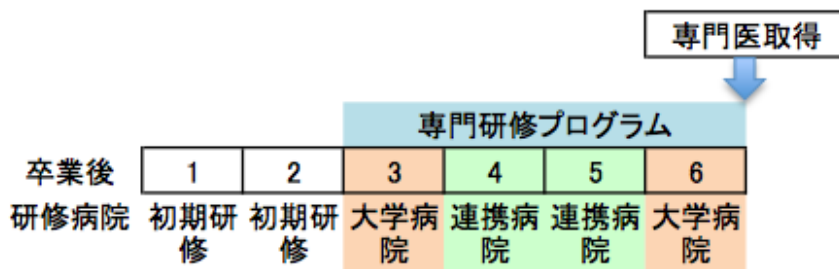 専門医取得
専門研修プログラム
卒業後 1 2 3 4 5 6
研修病院 初期研 初期研 大学病 連携病 連携病 大学病
修 修 院 院 院 院